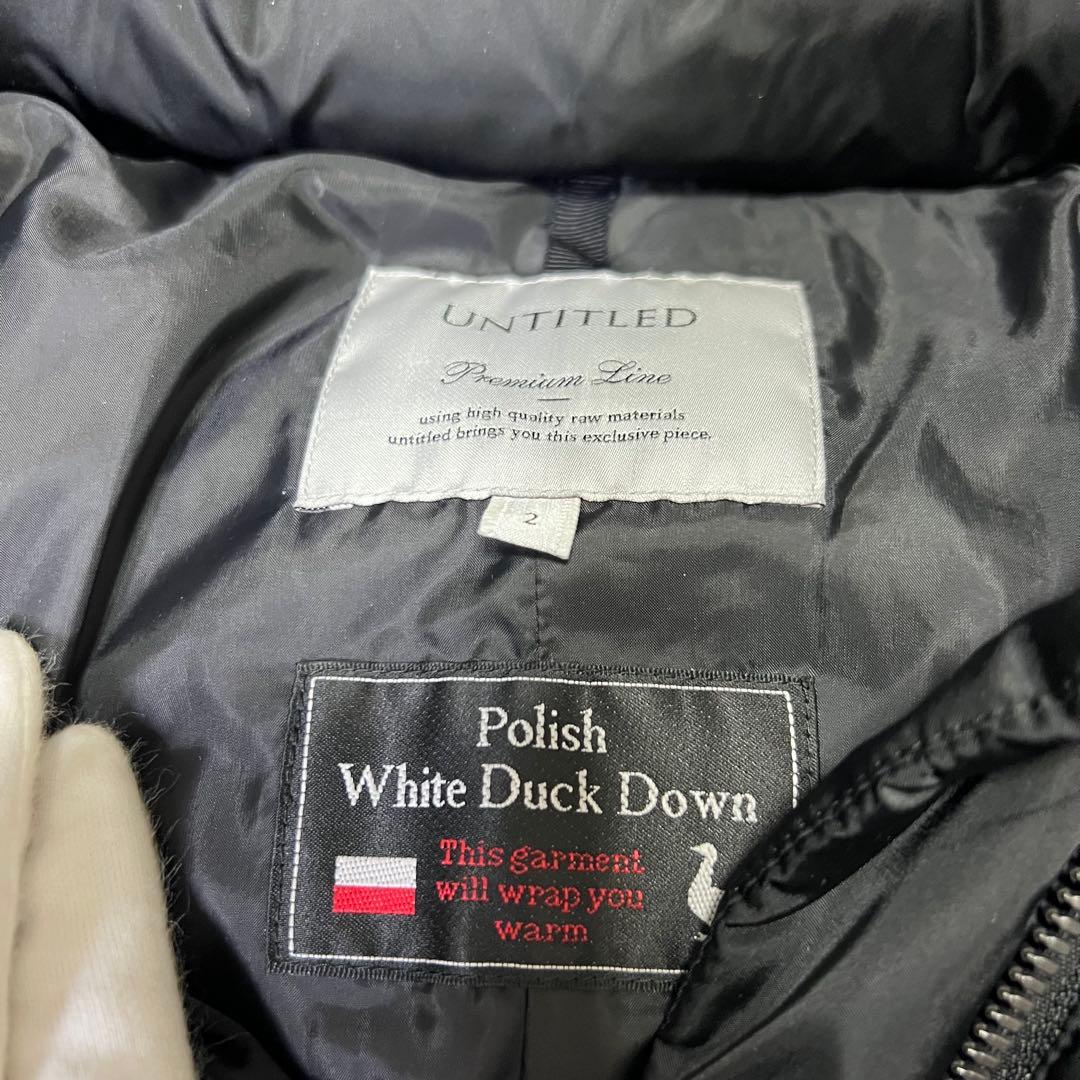 UNTITLED
Premium Line
using high quality raw materials
untitled brings you this exclusive piece.
2
Polish
White Duck Down
This garment
will wrap you
warm